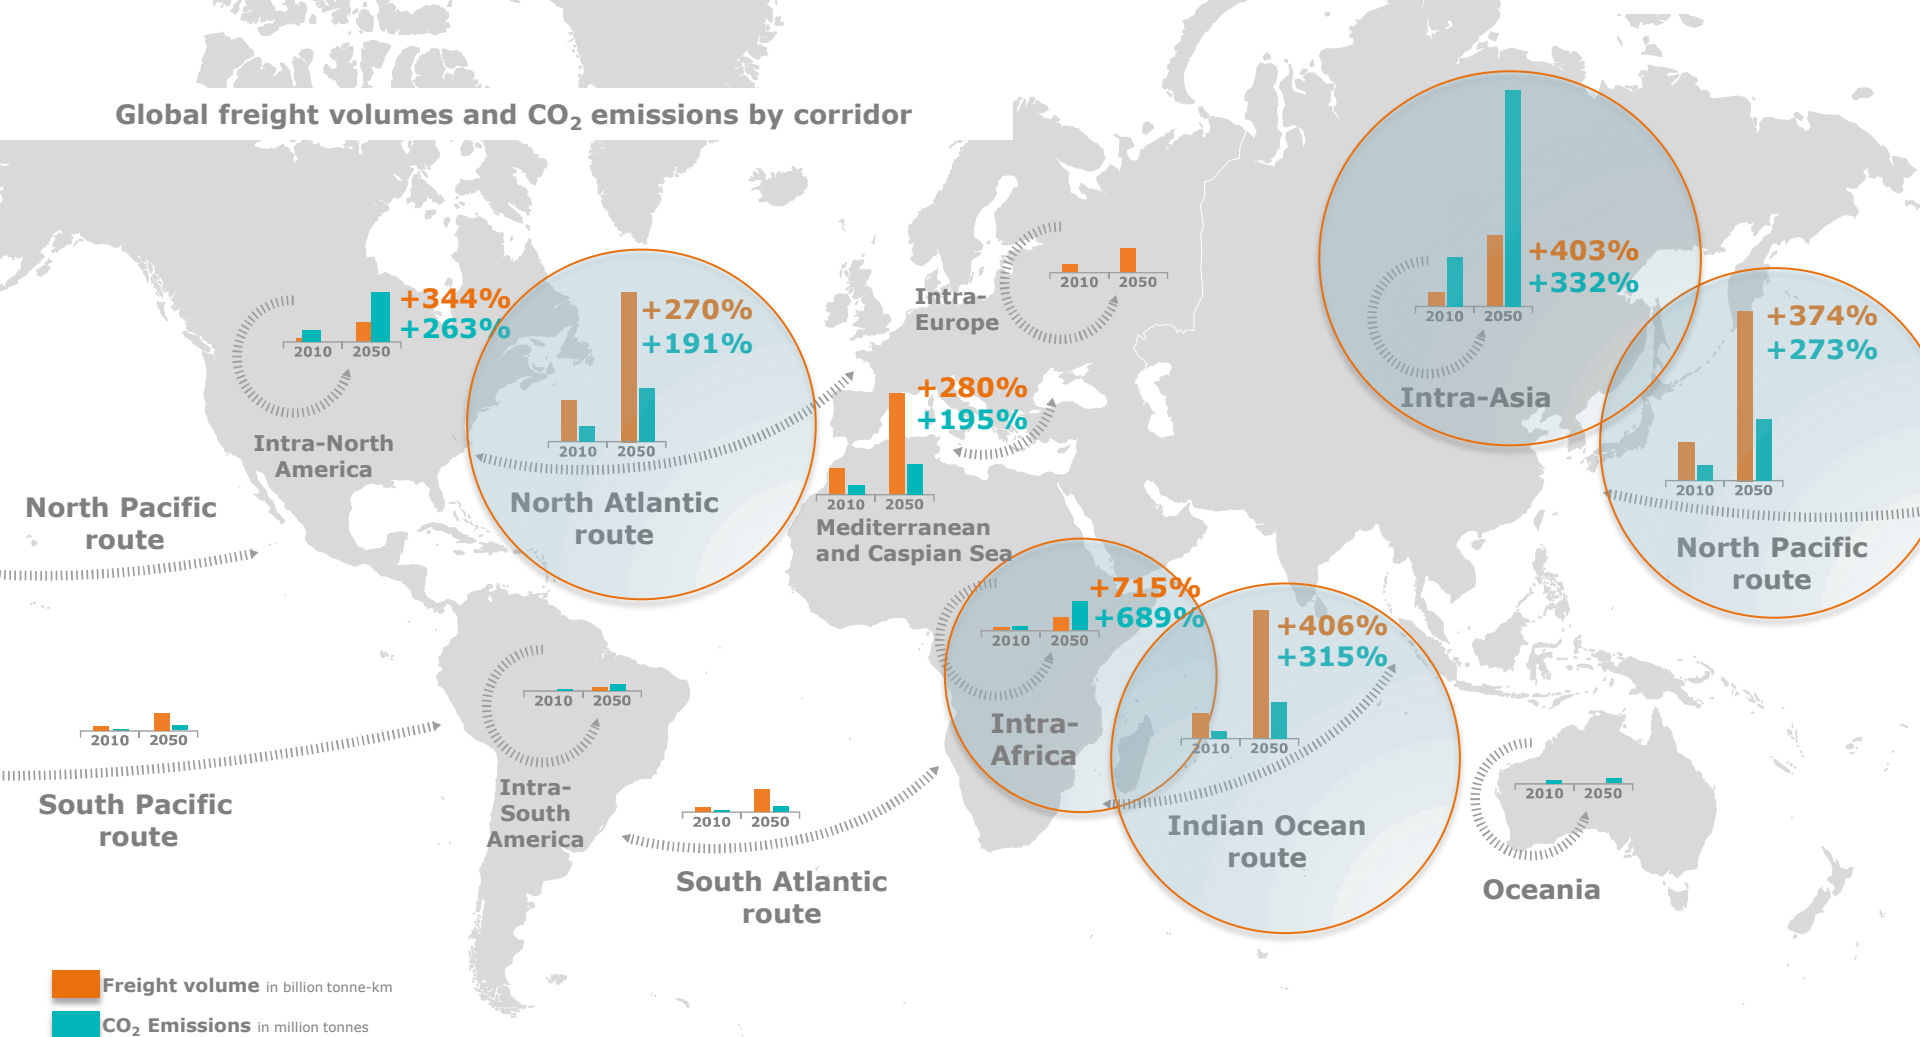 Global freight volumes and CO2 emissions by corridor
+344%
+263%
2010 2050
Intra-North
America
+270%
+191%
2010 2050
North Atlantic
route
2010 2050
Intra-
Europe
+280%
+195%
2010 2050
Mediterranean
and Caspian Sea
+403%
+332%
2010 2050
Intra-Asia
+374%
+273%
2010 2050
North Pacific
route
North Pacific
route
+715%
+689%
2010 2050
Intra-
Africa
+406%
+315%
2010 2050
Indian Ocean
route
2010 2050
South Pacific
route
2010 2050
Intra-
South
America
2010 2050
South Atlantic
route
2010 2050
Oceania
Freight volume in billion tonne-km
CO2 Emissions in million tonnes